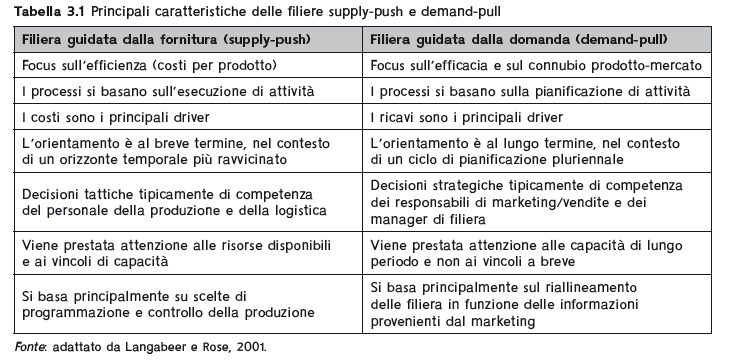 Tabella 3.1 Principali caratteristiche delle filiere supply-push e demand-pull
Filiera guidata dalla fornitura (supply-push)
Filiera guidata dalla domanda (demand-pull)
Focus sull'efficienza (costi per prodotto)
Focus sull'efficacia e sul connubio prodotto-mercato
I processi si basano sull'esecuzione di attività
I processi si basano sulla pianificazione di attività
I costi sono i principali driver
I ricavi sono i principali driver
L'orientamento è al breve termine, nel contesto
di un orizzonte temporale più ravvicinato
L'orientamento è al lungo termine, nel contesto
di un ciclo di pianificazione pluriennale
Decisioni tattiche tipicamente di competenza
del personale della produzione e della logistica
Decisioni strategiche tipicamente di competenza
dei responsabili di marketing/vendite e dei
manager di filiera
Viene prestata attenzione alle risorse disponibili
e ai vincoli di capacità
Viene prestata attenzione alle capacità di lungo
periodo e non ai vincoli a breve
Si basa principalmente su scelte di
programmazione e controllo della produzione
Si basa principalmente sul riallineamento
della filiera in funzione delle informazioni
provenienti dal marketing
Fonte: adattato da Langabeer e Rose, 2001.